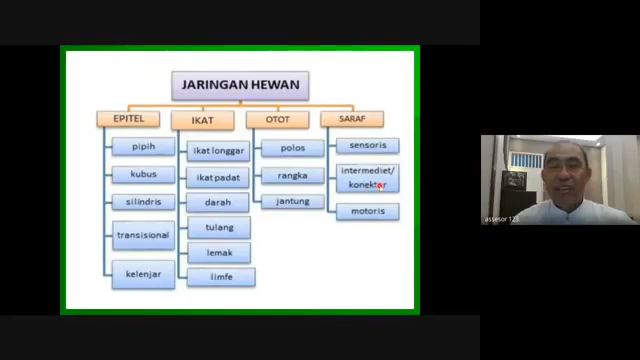 JARINGAN HEWAN
EPITEL
pipih
kubus
silindris
transisional
kelenjar
IKAT
ikat longgar
ikat padat
darah
tulang
lemak
limfe
OTOT
polos
rangka
jantung
SARAF
sensoris
intermediet/
konektor
motoris
assesor 123